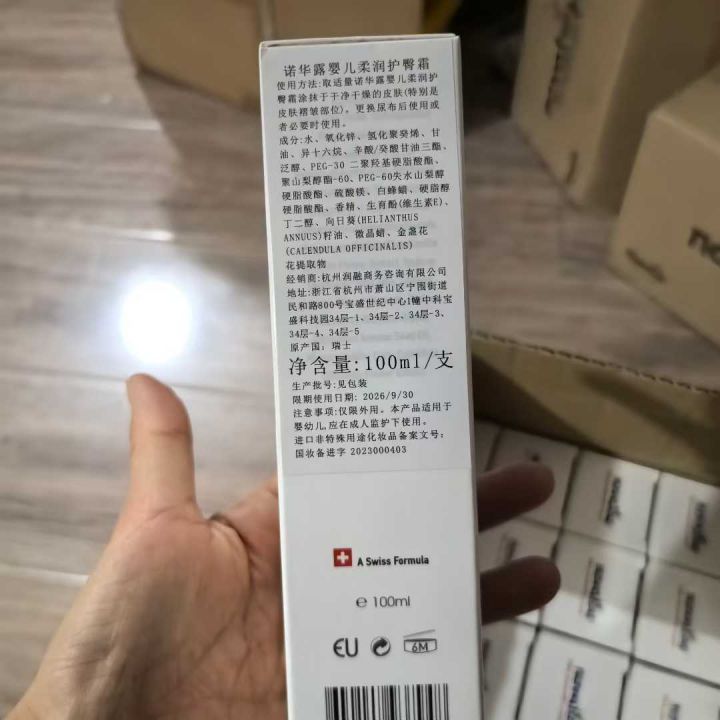 诺华露婴儿柔润护臀霜
使用方法:取适量诺华露婴儿柔润护
臀霜涂抹于干净干燥的皮肤(特别是
皮肤褶皱部位)。更换尿布后使用或
者必要时使用。
成分:水、氧化锌、氢化聚癸烯、甘
油、异十六烷、辛酸/癸酸甘油三酯、
泛醇、PEG-30 二聚羟基硬脂酸酯、
聚山梨醇酯-60、PEG-60失水山梨醇
硬脂酸酯、硫酸镁、白蜂蜡、硬脂醇
硬脂酸酯、香精、生育酚(维生素E)、
丁二醇、向日葵(HELIANTHUS
ANNUUS)籽油、微晶蜡、金盏花
(CALENDULA OFFICINALIS)
花提取物
经销商:杭州润融商务咨询有限公司
地址:浙江省杭州市萧山区宁围街道
民和路800号宝盛世纪中心1幢中科宝
盛科技园34层-1、34层-2、34层-3、
34层-4、34层-5
原产国: 瑞士
净含量:100ml/支
生产批号:见包装
限期使用日期: 2026/9/30
注意事项:仅限外用。本产品适用于
婴幼儿,应在成人监护下使用。
进口非特殊用途化妆品备案文号:
国妆备进字 2023000403
A Swiss Formula
℮ 100ml
EU
6M